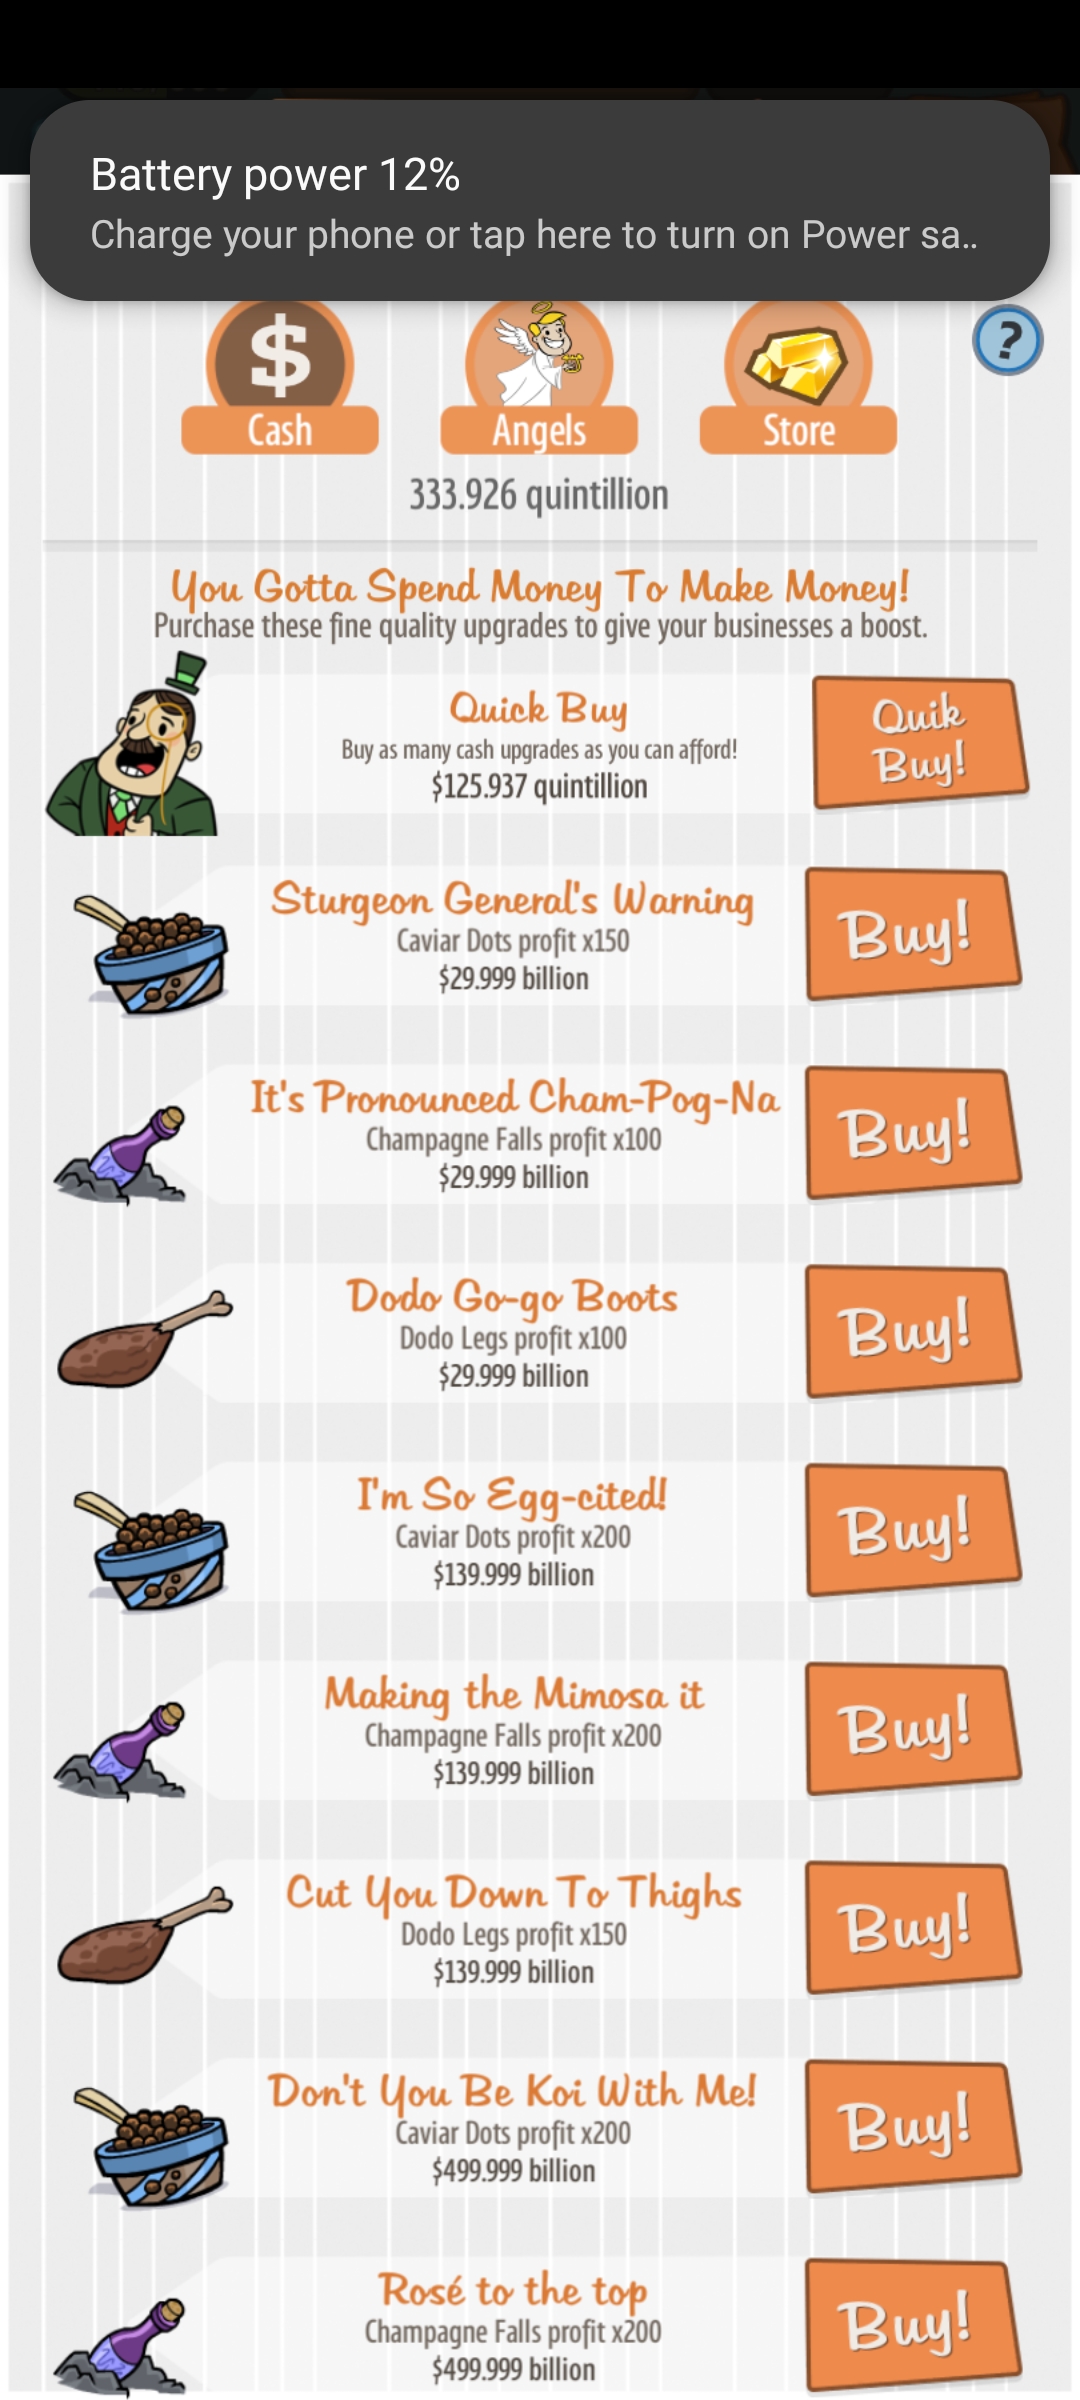 Battery power 12%
Charge your phone or tap here to turn on Power sa..
$
?
Cash
Angels
Store
333.926 quintillion
You Gotta Spend Money To Make Money!
Purchase these fine quality upgrades to give your businesses a boost.
Quick Buy
Buy as many cash upgrades as you can afford!
$125.937 quintillion
Quik
Buy!
Sturgeon General's Warning
Caviar Dots profit x150
$29.999 billion
Buy!
It's Pronounced Cham-Pog-Na
Champagne Falls profit x100
$29.999 billion
Buy!
Dodo Go-go Boots
Dodo Legs profit x100
$29.999 billion
Buy!
I'm So Egg-cited!
Caviar Dots profit x200
$139.999 billion
Buy!
Making the Mimosa it
Champagne Falls profit x200
$139.999 billion
Buy!
Cut You Down To Thighs
Dodo Legs profit x150
$139.999 billion
Buy!
Don't You Be Koi With Me!
Caviar Dots profit x200
$499.999 billion
Buy!
Rosé to the top
Champagne Falls profit x200
$499.999 billion
Buy!